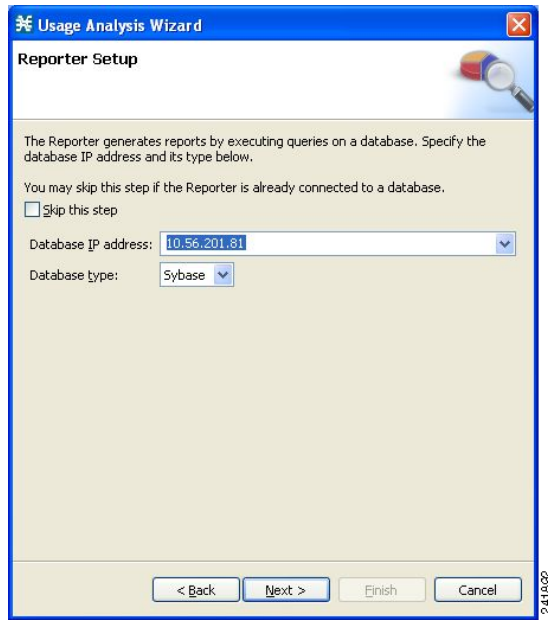 Usage Analysis Wizard
Reporter Setup
The Reporter generates reports by executing queries on a database. Specify the
database IP address and its type below.
You may skip this step if the Reporter is already connected to a database.
Skip this step
Database IP address: 10.56.201.81
Database type: Sybase
< Back Next > Finish Cancel
241892